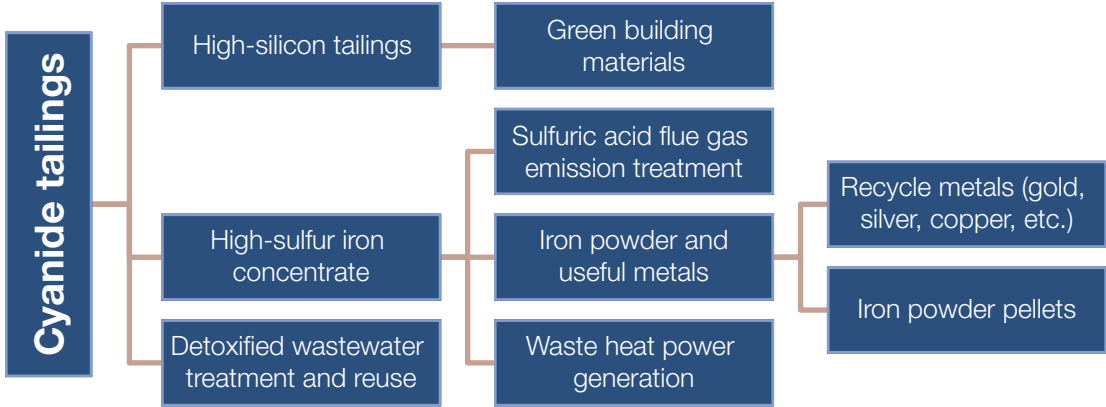 Cyanide tailings
High-silicon tailings
Green building
materials
High-sulfur iron
concentrate
Sulfuric acid flue gas
emission treatment
Iron powder and
useful metals
Recycle metals (gold,
silver, copper, etc.)
Iron powder pellets
Waste heat power
generation
Detoxified wastewater
treatment and reuse